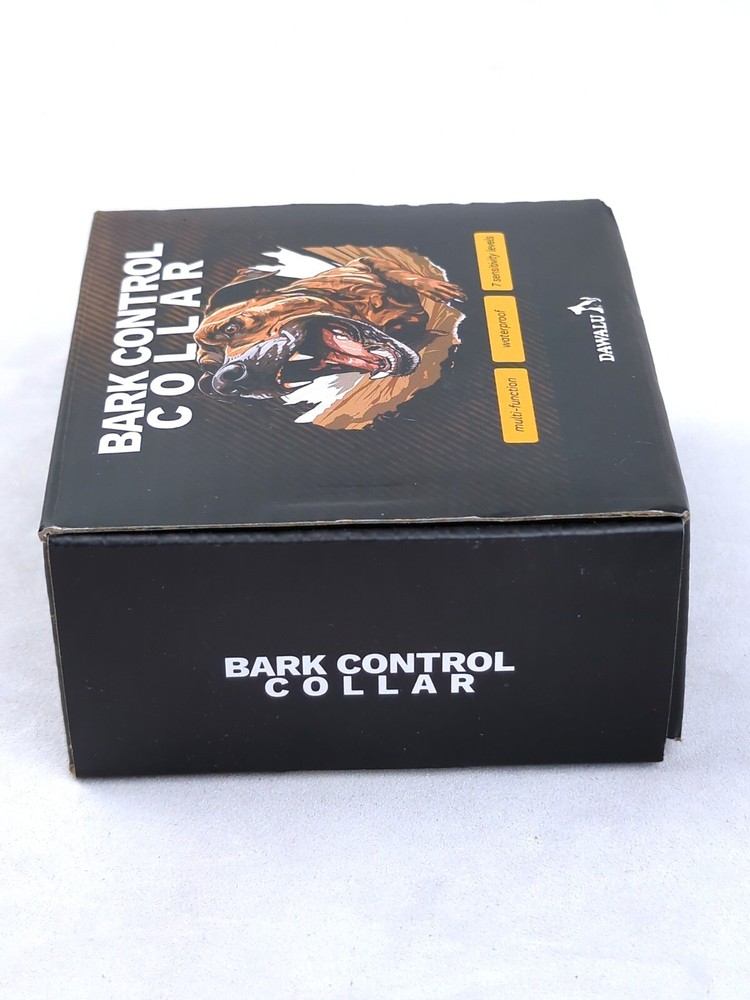 BARK CONTROL
COLLAR
multi-function
waterproof
7 sensitivity levels
DAWALU
BARK CONTROL
COLLAR